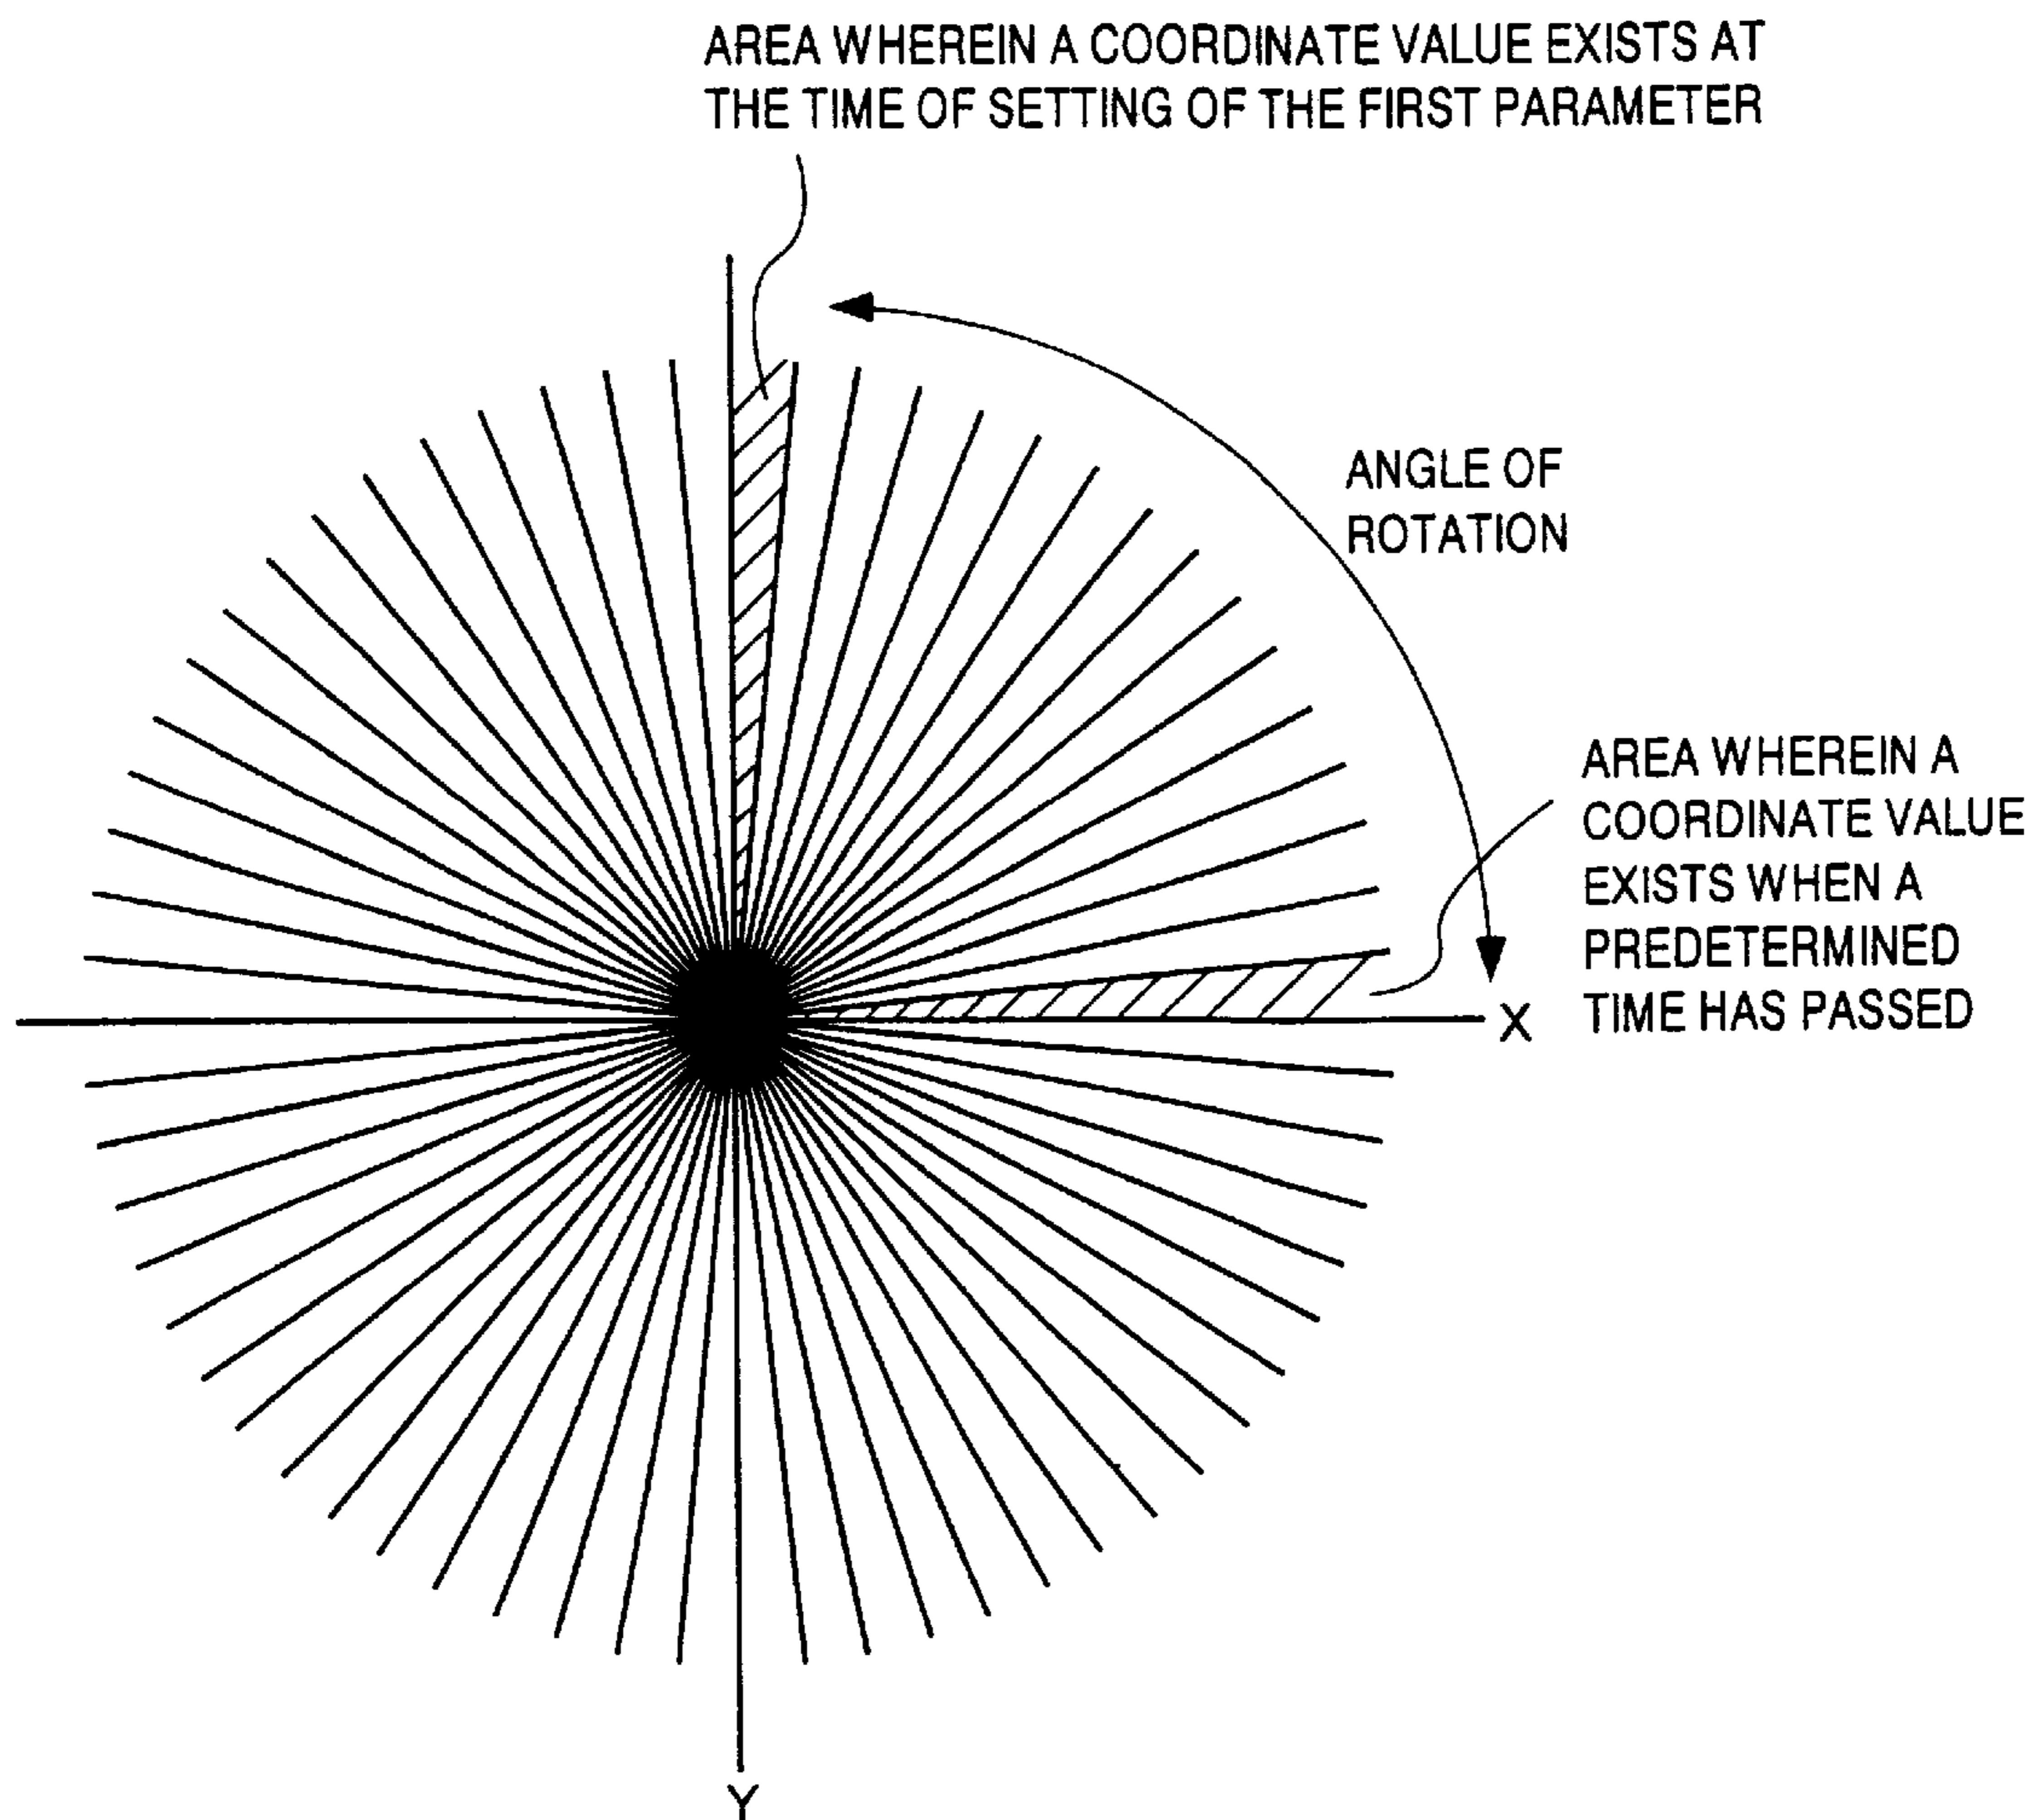 AREA WHEREIN A COORDINATE VALUE EXISTS AT
THE TIME OF SETTING OF THE FIRST PARAMETER
ANGLE OF
ROTATION
AREA WHEREIN A
COORDINATE VALUE
EXISTS WHEN A
PREDETERMINED
TIME HAS PASSED
X
Y